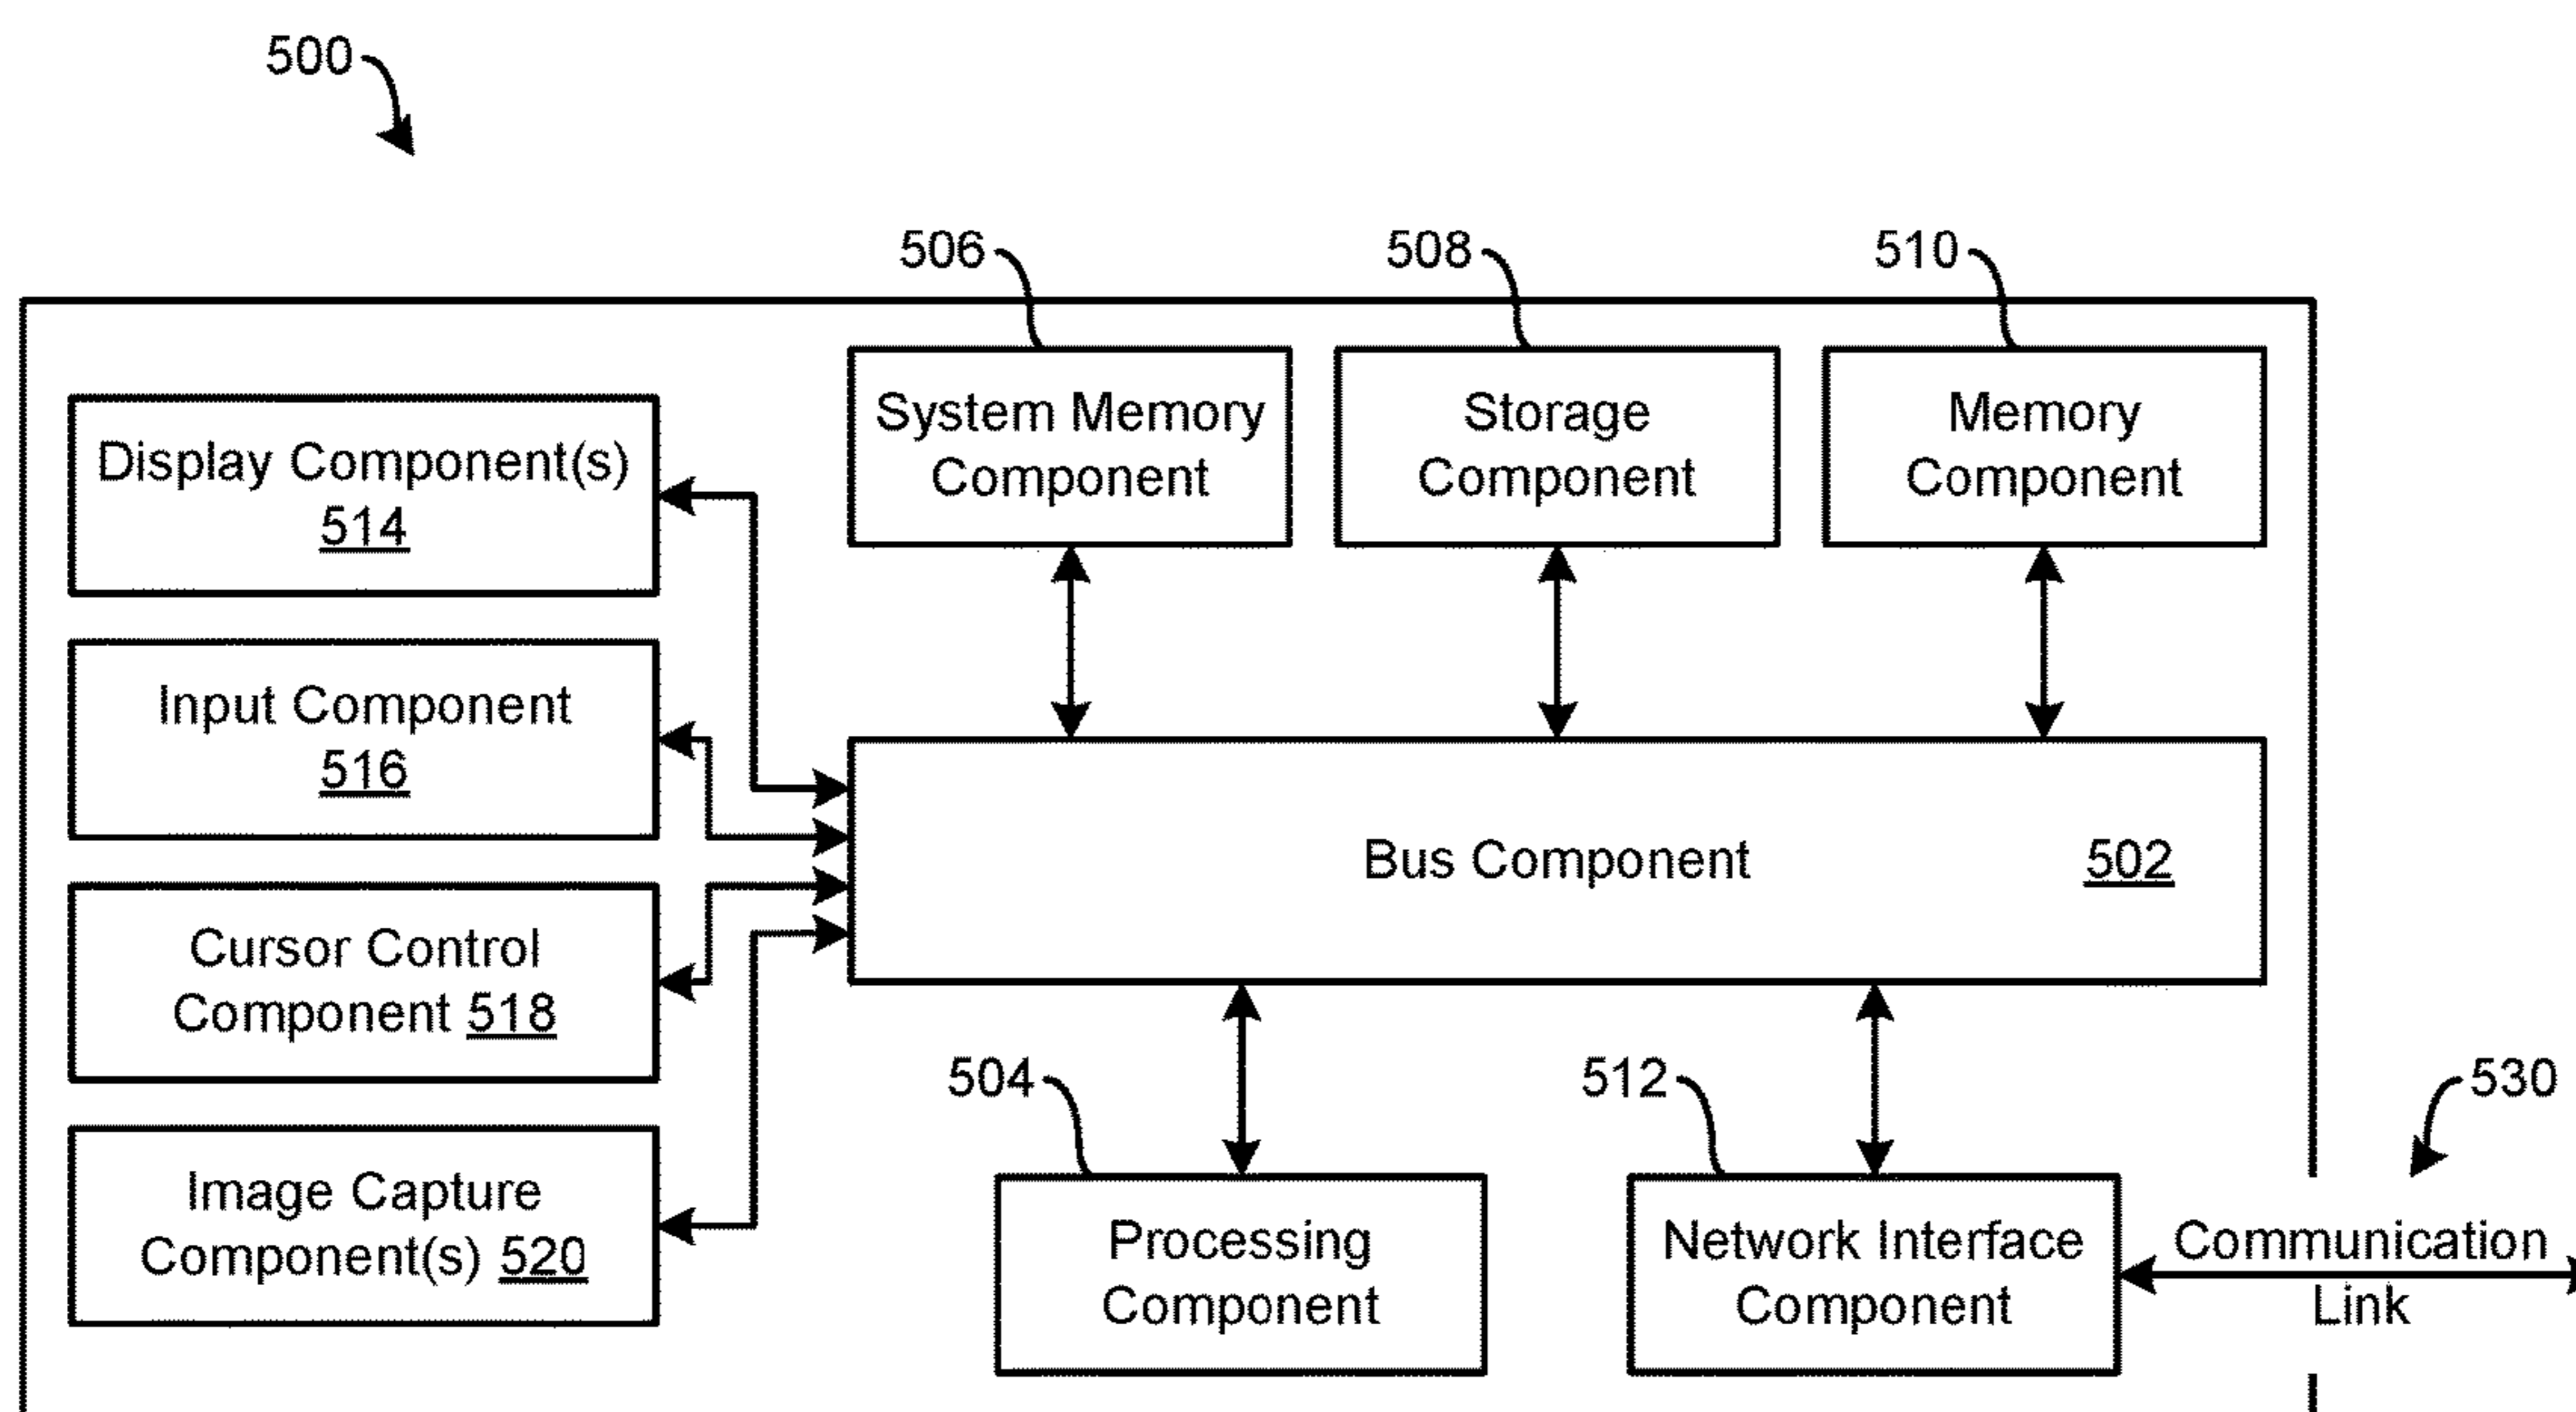 500
506
508
510
System Memory
Component
Storage
Component
Memory
Component
Display Component(s)
514
Input Component
516
Cursor Control
Component 518
Image Capture
Component(s) 520
Bus Component 502
504
512
530
Processing
Component
Network Interface
Component
Communication
Link